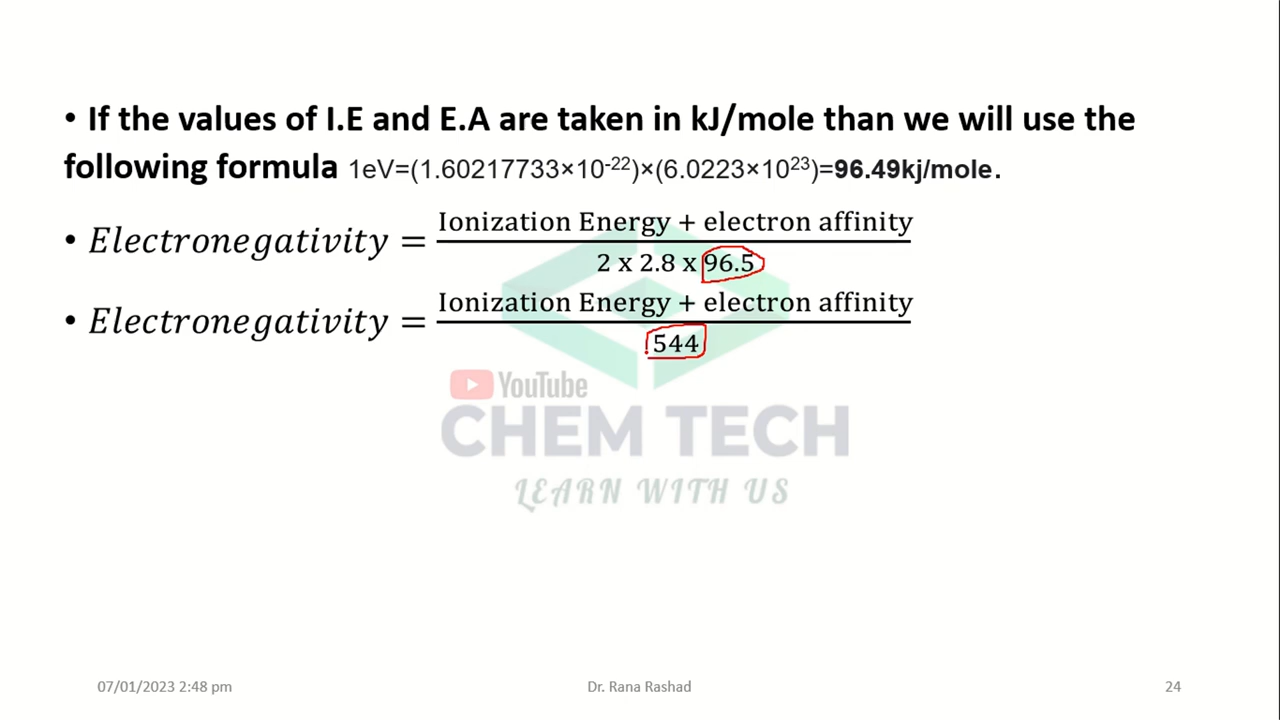 • If the values of I.E and E.A are taken in kJ/mole than we will use the
following formula 1eV=(1.60217733×10⁻²²)×(6.0223×10²³)=96.49kj/mole.
• Electronegativity = Ionization Energy + electron affinity
2 x 2.8 x 96.5
• Electronegativity = Ionization Energy + electron affinity
544
YouTube
CHEM TECH
LEARN WITH US
07/01/2023 2:48 pm Dr. Rana Rashad 24